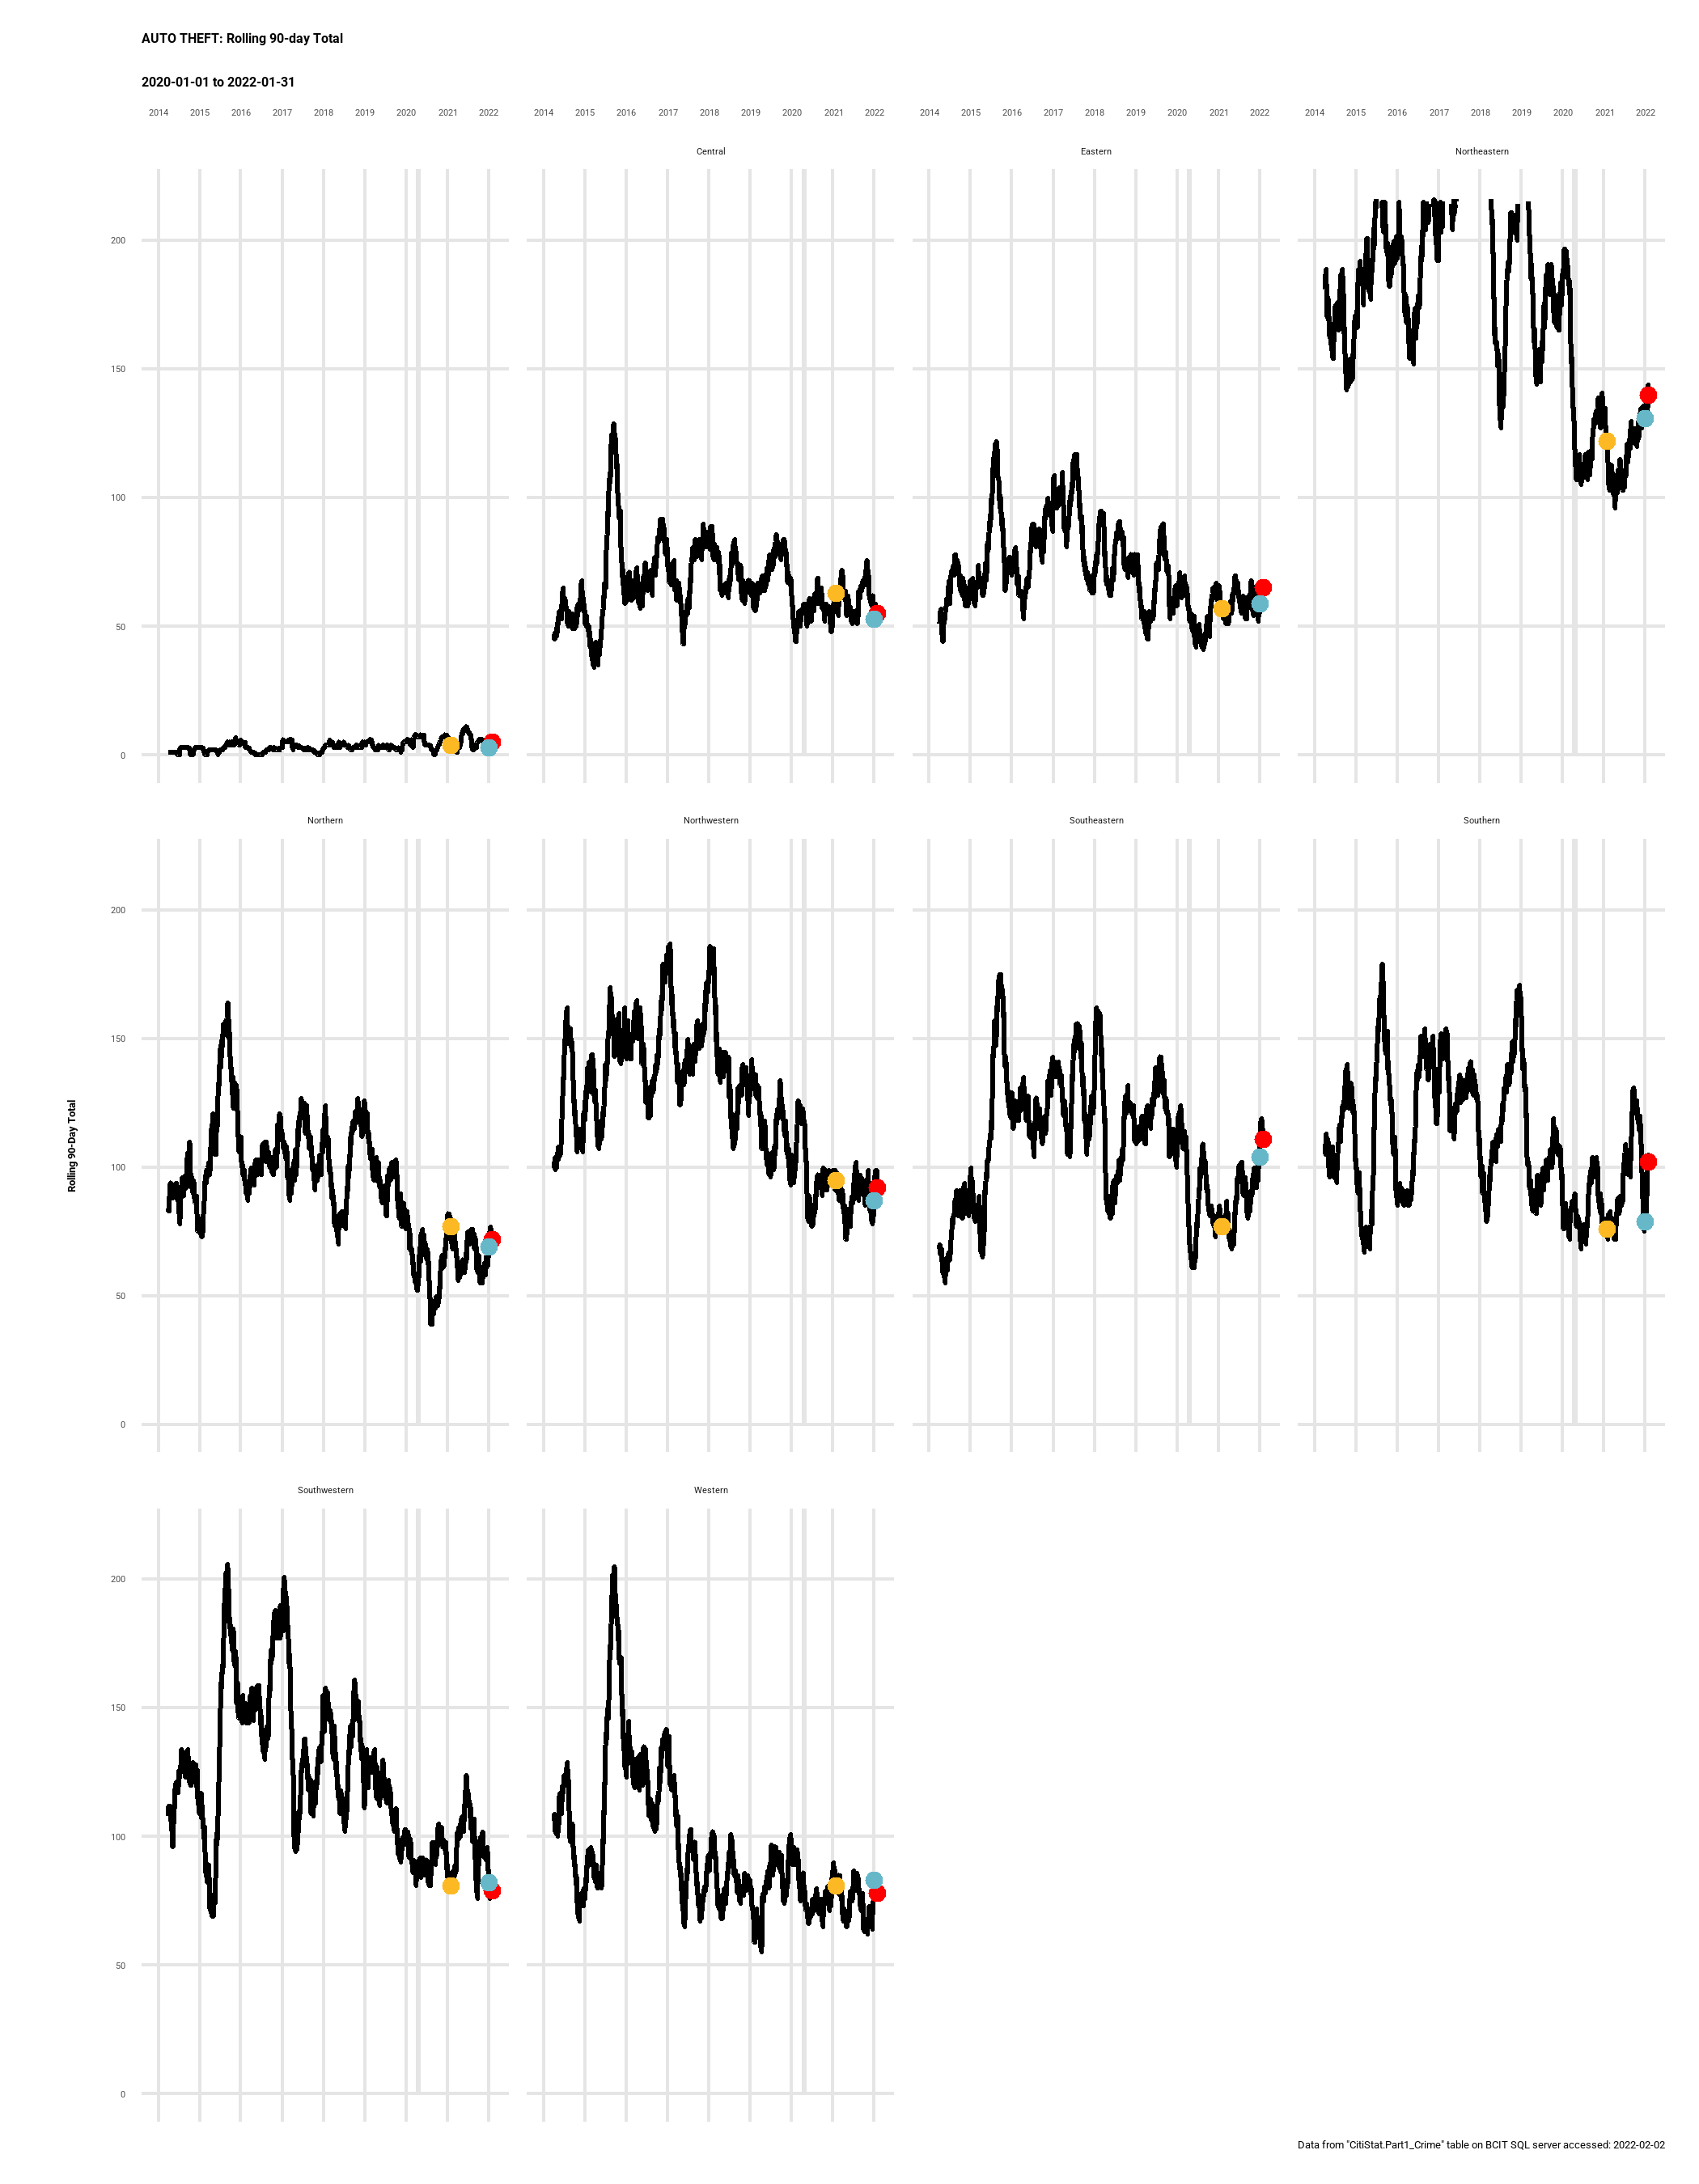 AUTO THEFT: Rolling 90-day Total
2020-01-01 to 2022-01-31
2014 2015 2016 2017 2018 2019 2020 2021 2022 2014 2015 2016 2017 2018 2019 2020 2021 2022 2014 2015 2016 2017 2018 2019 2020 2021 2022 2014 2015 2016 2017 2018 2019 2020 2021 2022
Central Eastern Northeastern
200
150
100
50
0
Northern Northwestern Southeastern Southern
200
150
100
50
0
Rolling 90-Day Total
Southwestern Western
200
150
100
50
0
Data from "CitiStat.Part1_Crime" table on BCIT SQL server accessed: 2022-02-02